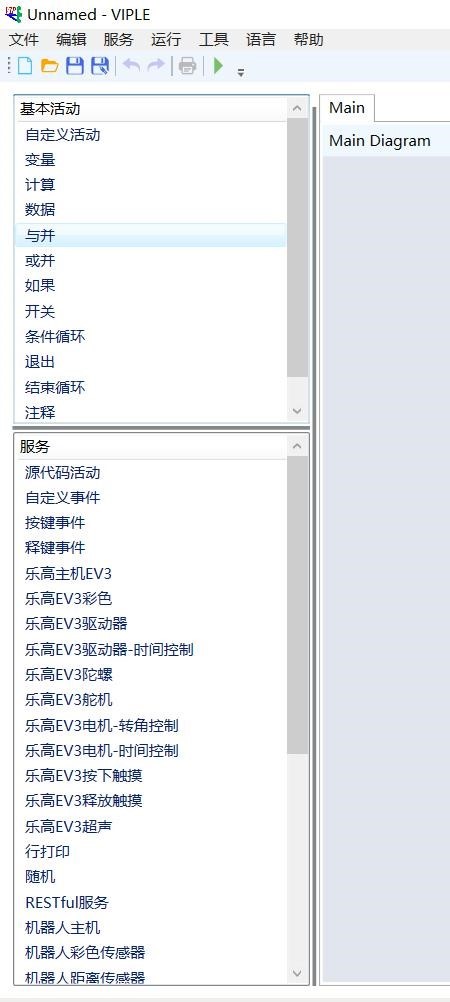 Unnamed - VIPLE
文件 编辑 服务 运行 工具 语言 帮助
基本活动
自定义活动
变量
计算
数据
与并
或并
如果
开关
条件循环
退出
结束循环
注释
Main
Main Diagram
服务
源代码活动
自定义事件
按键事件
释键事件
乐高主机EV3
乐高EV3彩色
乐高EV3驱动器
乐高EV3驱动器-时间控制
乐高EV3陀螺
乐高EV3舵机
乐高EV3电机-转角控制
乐高EV3电机-时间控制
乐高EV3按下触摸
乐高EV3释放触摸
乐高EV3超声
行打印
随机
RESTful服务
机器人主机
机器人彩色传感器
机器人距离传感器